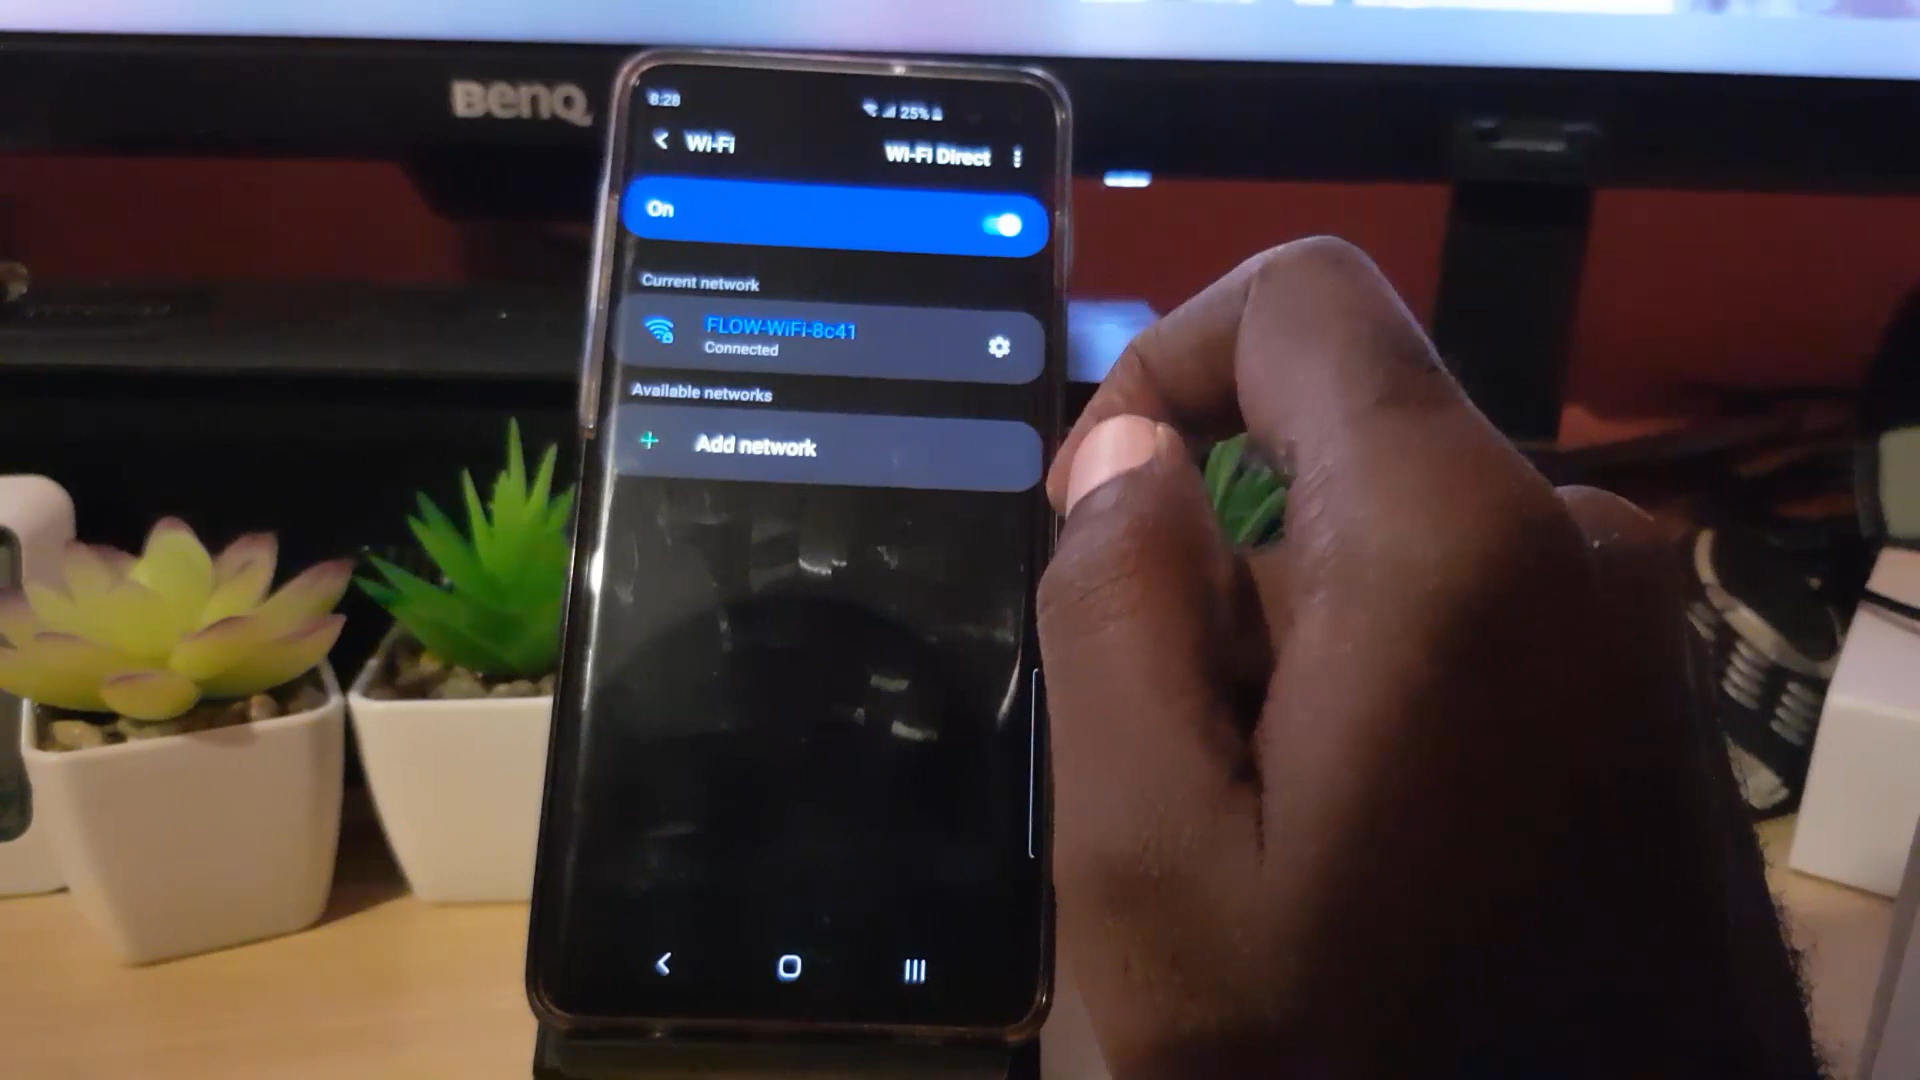 BenQ
8:28
25%
Wi-Fi
Wi-Fi Direct
On
Current network
FLOW-WiFi-8c41
Connected
Available networks
Add network